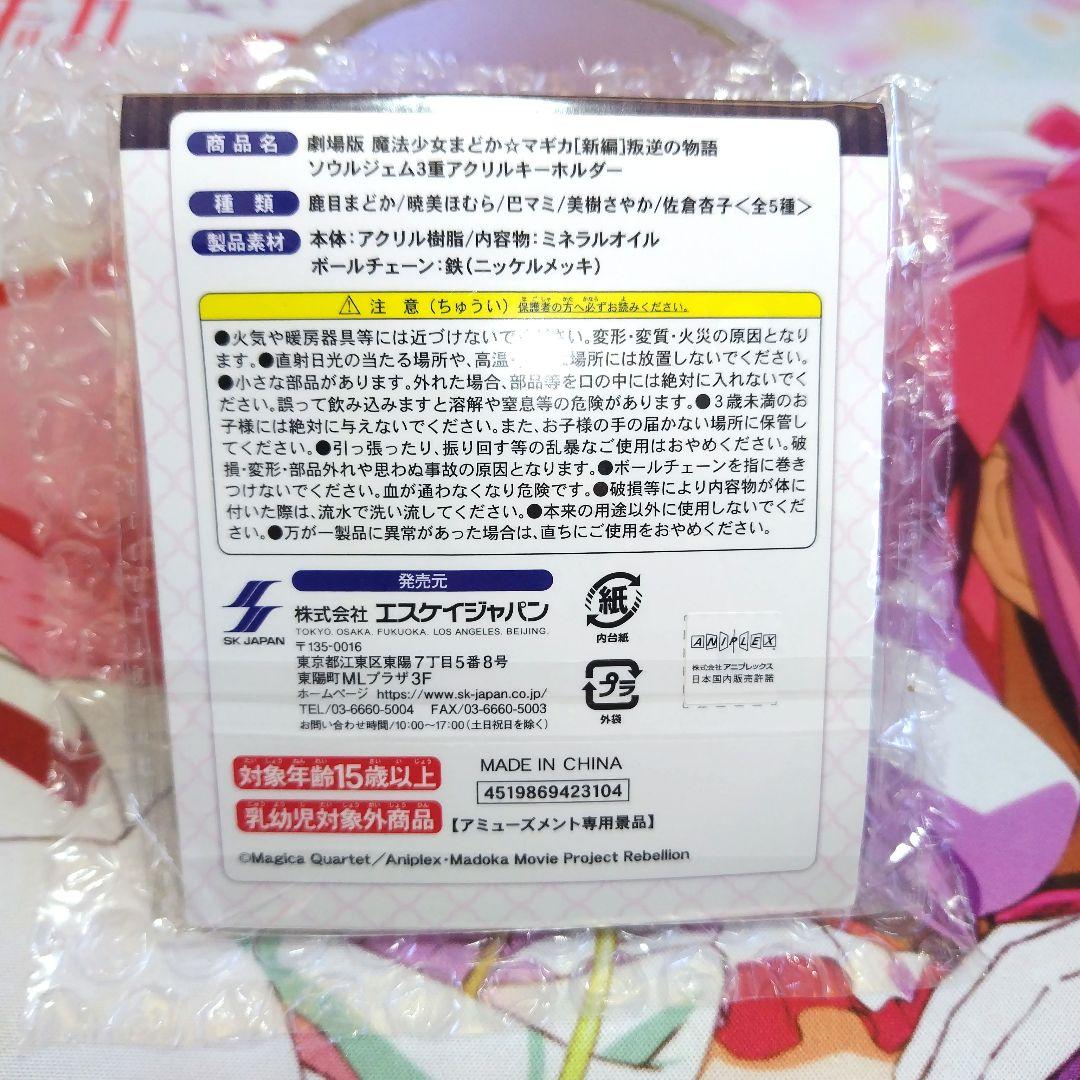 商品名 劇場版 魔法少女まどか☆マギカ[新編]叛逆の物語
ソウルジェム3重アクリルキーホルダー
種類 鹿目まどか/暁美ほむら/巴マミ/美樹さやか/佐倉杏子<全5種>
製品素材 本体:アクリル樹脂/内容物:ミネラルオイル
ボールチェーン:鉄(ニッケルメッキ)
⚠ 注意(ちゅうい) 保護者の方へ必ずお読みください。
●火気や暖房器具等には近づけないで ください。変形・変質・火災の原因となり
ます。●直射日光の当たる場所や、高温・ 場所には放置しないでください。
●小さな部品があります。外れた場合、部品等を口の中には絶対に入れないでく
ださい。誤って飲み込みますと溶解や窒息等の危険があります。●3歳未満のお
子様には絶対に与えないでください。また、お子様の手の届かない場所に保管し
てください。●引っ張ったり、振り回す等の乱暴なご使用はおやめください。破
損・変形・部品外れや思わぬ事故の原因となります。●ボールチェーンを指に巻き
つけないでください。血が通わなくなり危険です。●破損等により内容物が体に
付いた際は、流水で洗い流してください。●本来の用途以外に使用しないでくだ
さい。●万が一製品に異常があった場合は、直ちにご使用をおやめください。
発売元
SK JAPAN
株式会社 エスケイジャパン
TOKYO. OSAKA. FUKUOKA. LOS ANGELES. BEIJING.
〒135-0016
東京都江東区東陽7丁目5番8号
東陽町MLプラザ3F
ホームページ https://www.sk-japan.co.jp/
TEL/03-6660-5004 FAX/03-6660-5003
お問い合わせ時間/10:00〜17:00(土日祝日を除く)
紙
内台紙
プラ
外袋
ANIPLEX
株式会社アニプレックス
日本国内販売許諾
対象年齢15歳以上
乳幼児対象外商品
MADE IN CHINA
4519869423104
【アミューズメント専用景品】
©Magica Quartet/Aniplex・Madoka Movie Project Rebellion